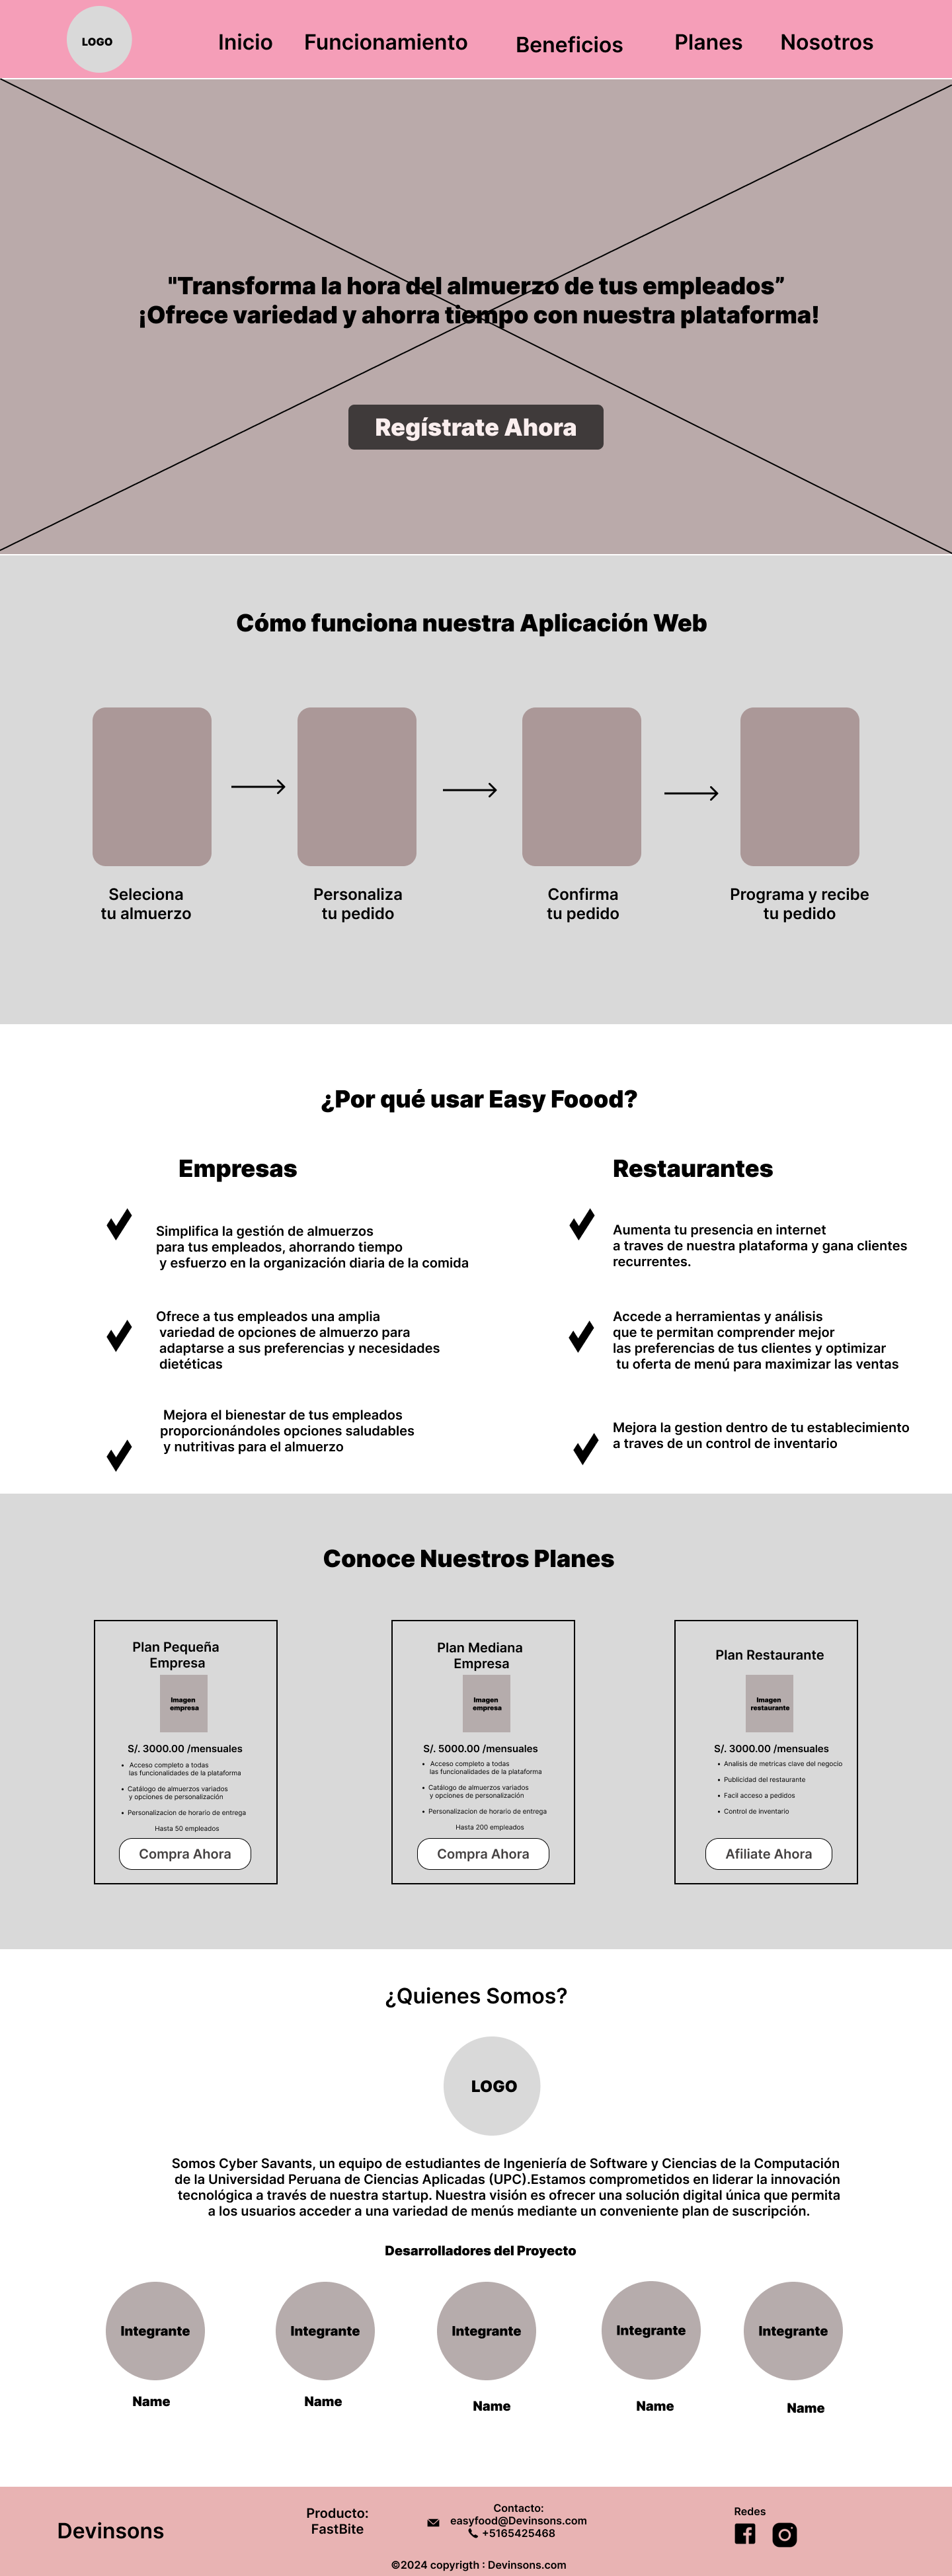 LOGO
Inicio
Funcionamiento
Beneficios
Planes
Nosotros
"Transforma la hora del almuerzo de tus empleados”
¡Ofrece variedad y ahorra tiempo con nuestra plataforma!
Regístrate Ahora
Cómo funciona nuestra Aplicación Web
Seleciona
tu almuerzo
Personaliza
tu pedido
Confirma
tu pedido
Programa y recibe
tu pedido
¿Por qué usar Easy Foood?
Empresas
Simplifica la gestión de almuerzos
para tus empleados, ahorrando tiempo
y esfuerzo en la organización diaria de la comida
Ofrece a tus empleados una amplia
variedad de opciones de almuerzo para
adaptarse a sus preferencias y necesidades
dietéticas
Mejora el bienestar de tus empleados
proporcionándoles opciones saludables
y nutritivas para el almuerzo
Restaurantes
Aumenta tu presencia en internet
a traves de nuestra plataforma y gana clientes
recurrentes.
Accede a herramientas y análisis
que te permitan comprender mejor
las preferencias de tus clientes y optimizar
tu oferta de menú para maximizar las ventas
Mejora la gestion dentro de tu establecimiento
a traves de un control de inventario
Conoce Nuestros Planes
Plan Pequeña
Empresa
Imagen
empresa
S/. 3000.00 /mensuales
• Acceso completo a todas
las funcionalidades de la plataforma
• Catálogo de almuerzos variados
y opciones de personalización
• Personalizacion de horario de entrega
Hasta 50 empleados
Compra Ahora
Plan Mediana
Empresa
Imagen
empresa
S/. 5000.00 /mensuales
• Acceso completo a todas
las funcionalidades de la plataforma
• Catálogo de almuerzos variados
y opciones de personalización
• Personalizacion de horario de entrega
Hasta 200 empleados
Compra Ahora
Plan Restaurante
Imagen
restaurante
S/. 3000.00 /mensuales
• Analisis de metricas clave del negocio
• Publicidad del restaurante
• Facil acceso a pedidos
• Control de inventario
Afiliate Ahora
¿Quienes Somos?
LOGO
Somos Cyber Savants, un equipo de estudiantes de Ingeniería de Software y Ciencias de la Computación
de la Universidad Peruana de Ciencias Aplicadas (UPC).Estamos comprometidos en liderar la innovación
tecnológica a través de nuestra startup. Nuestra visión es ofrecer una solución digital única que permita
a los usuarios acceder a una variedad de menús mediante un conveniente plan de suscripción.
Desarrolladores del Proyecto
Integrante
Integrante
Integrante
Integrante
Integrante
Name
Name
Name
Name
Name
Devinsons
Producto:
FastBite
Contacto:
easyfood@Devinsons.com
+5165425468
Redes
©2024 copyrigth : Devinsons.com